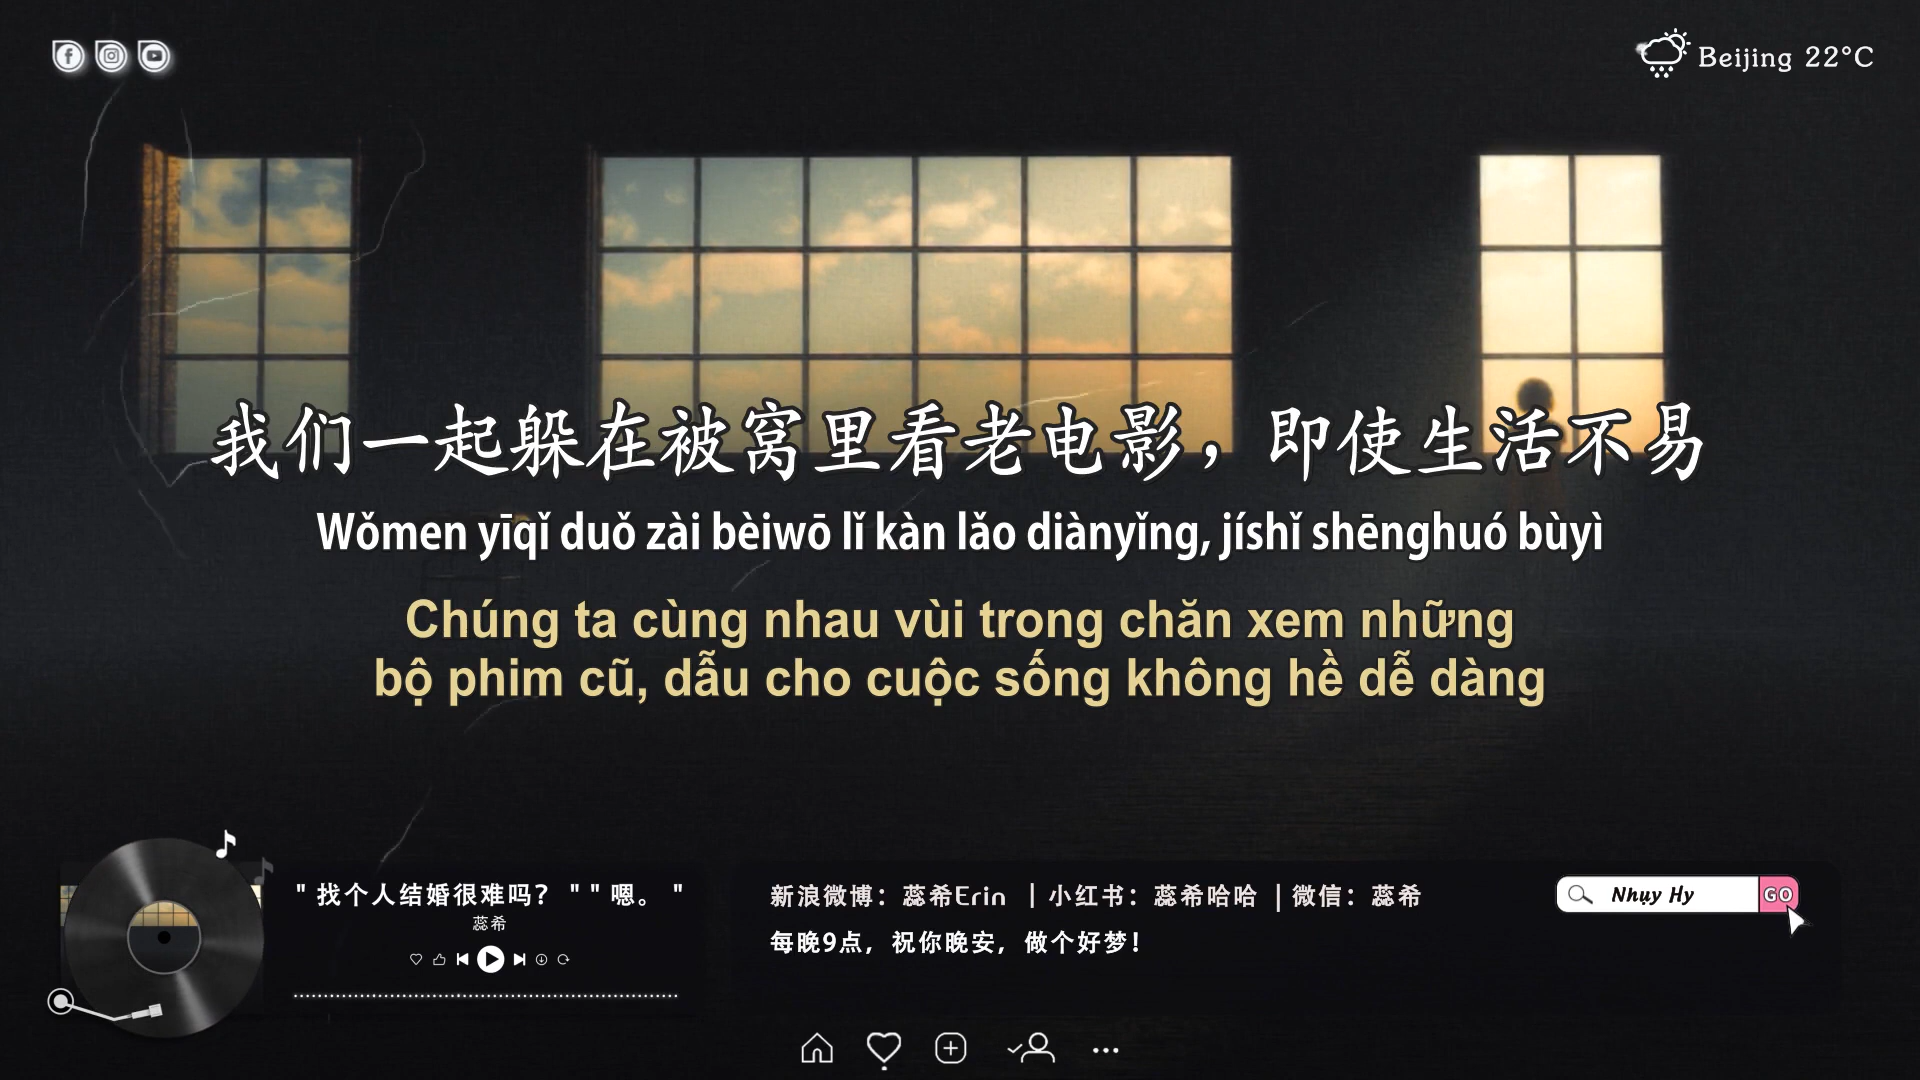 Beijing 22°C
我们一起躲在被窝里看老电影，即使生活不易
Wǒmen yīqǐ duǒ zài bèiwō lǐ kàn lǎo diànyǐng, jíshǐ shēnghuó bùyì
Chúng ta cùng nhau vùi trong chăn xem những
bộ phim cũ, dẫu cho cuộc sống không hề dễ dàng
"找个人结婚很难吗？""嗯。"
蕊希
新浪微博：蕊希Erin ｜小红书：蕊希哈哈 ｜微信：蕊希
每晚9点，祝你晚安，做个好梦！
Nhụy Hy
GO